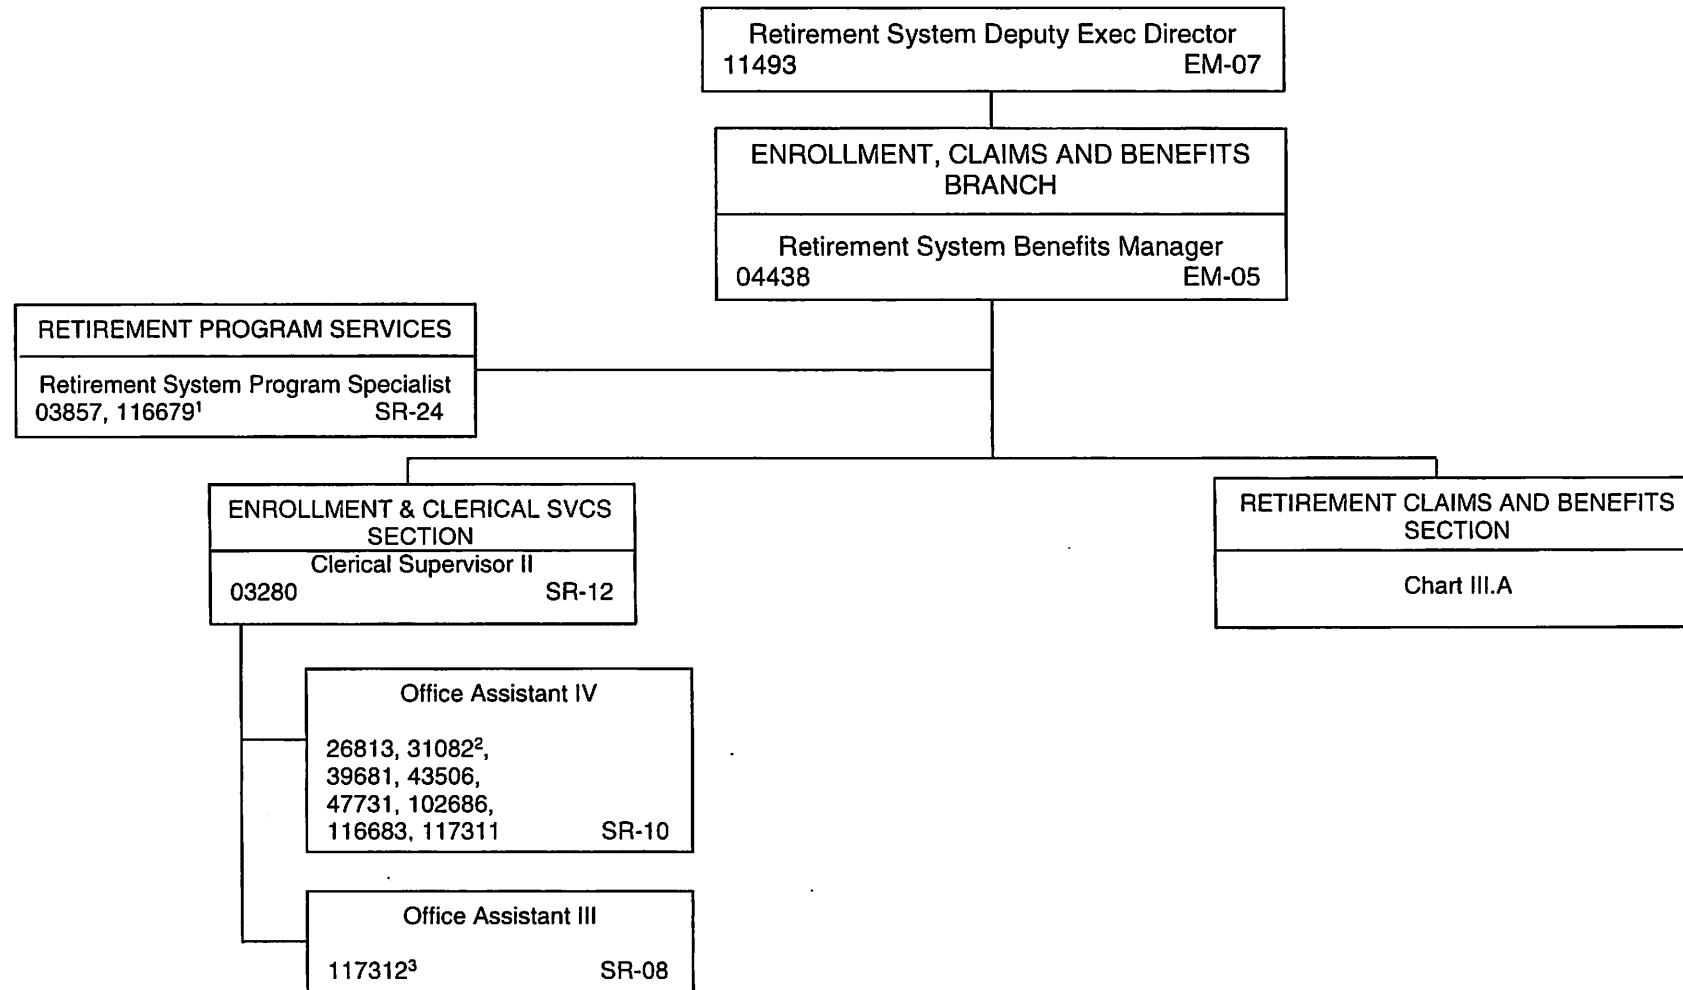 Retirement System Deputy Exec Director
11493 EM-07
ENROLLMENT, CLAIMS AND BENEFITS
BRANCH
Retirement System Benefits Manager
04438 EM-05
RETIREMENT PROGRAM SERVICES
Retirement System Program Specialist
03857, 116679¹ SR-24
ENROLLMENT & CLERICAL SVCS
SECTION
Clerical Supervisor II
03280 SR-12
RETIREMENT CLAIMS AND BENEFITS
SECTION
Chart III.A
Office Assistant IV
26813, 31082²,
39681, 43506,
47731, 102686,
116683, 117311 SR-10
Office Assistant III
117312³ SR-08